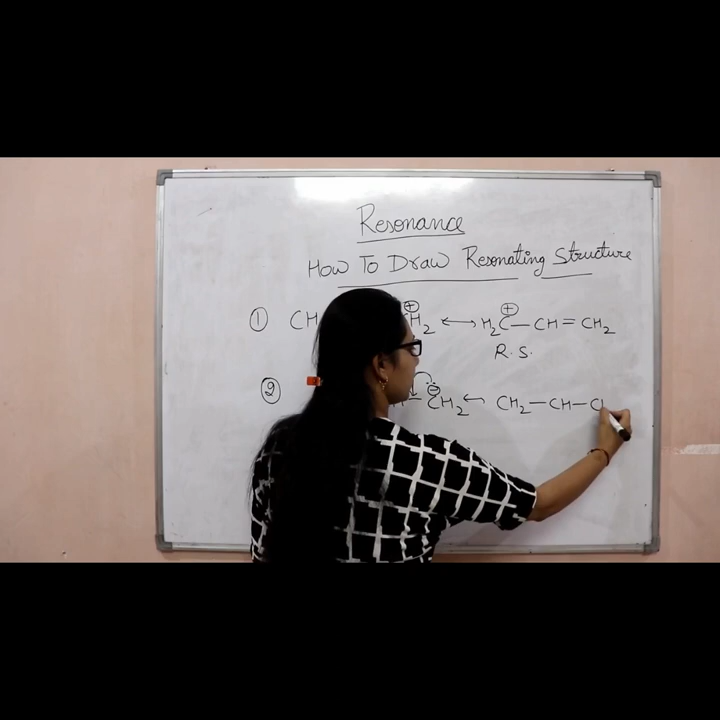 Resonance
How To Draw Resonating Structure
① CH H₂ ⊕ ⟷ H₂C⊕ — CH = CH₂
R.S.
② — CH₂ ⊖ ⟷ CH₂ — CH — C